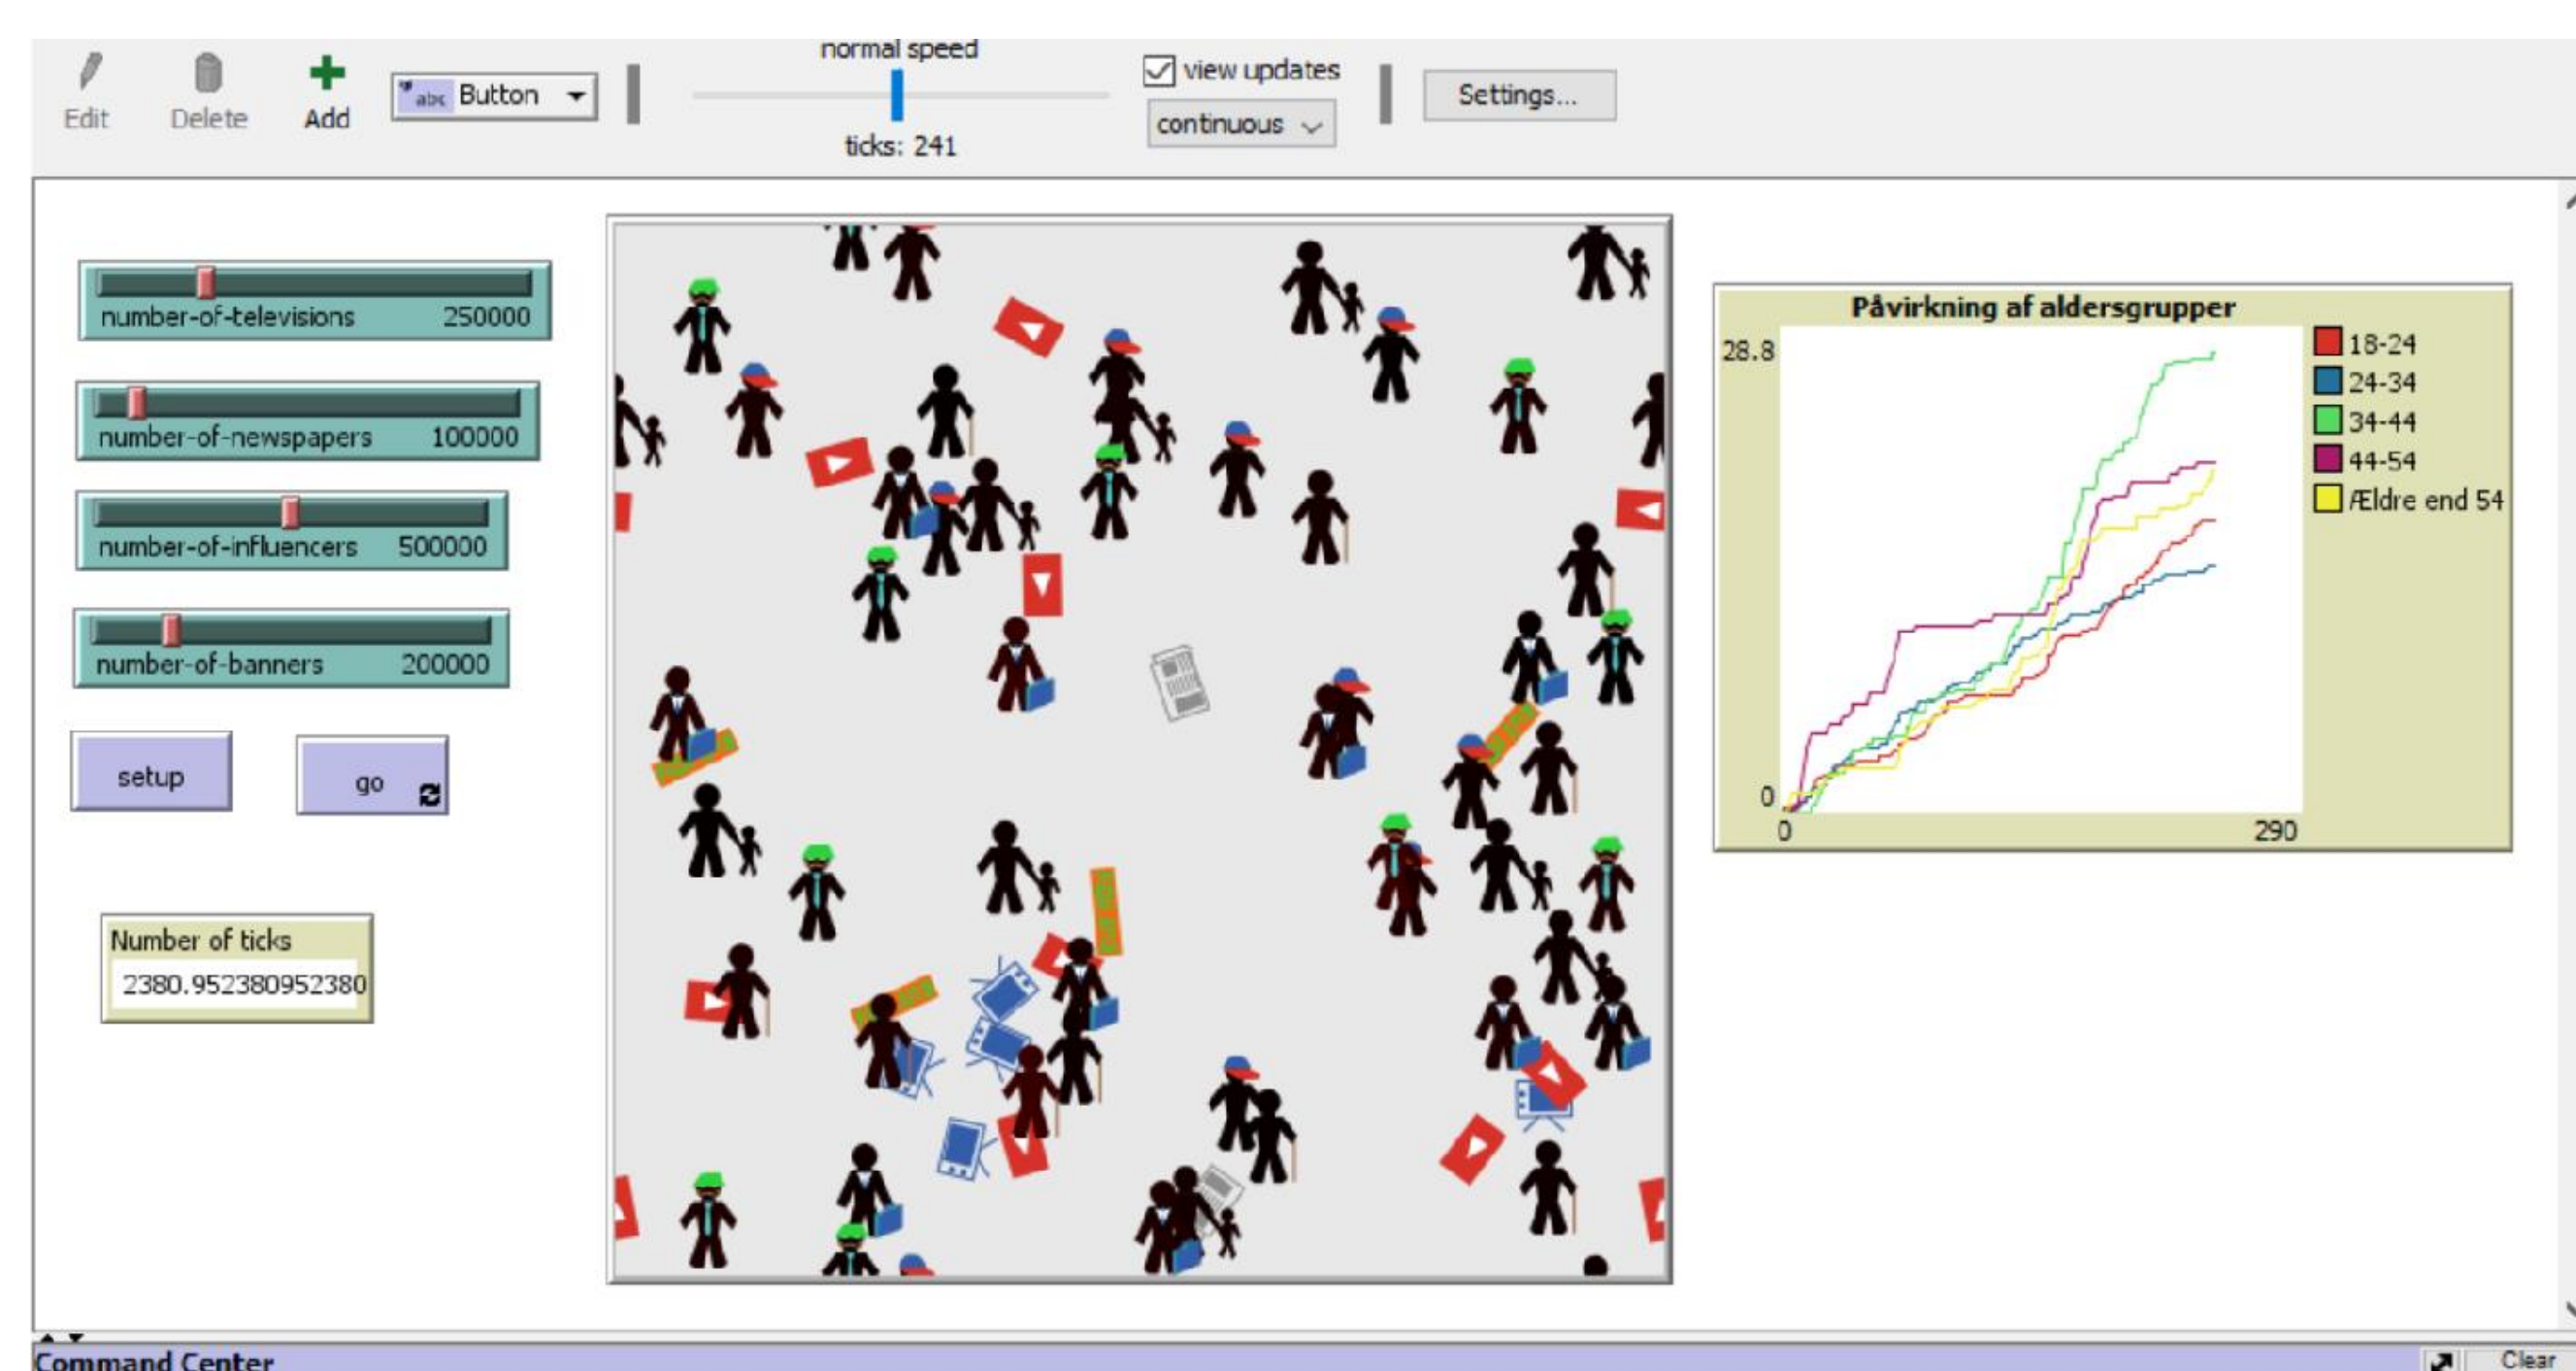 normal speed
Edit
Delete
Add
abc Button
view updates
continuous
Settings...
ticks: 241
number-of-televisions 250000
number-of-newspapers 100000
number-of-influencers 500000
number-of-banners 200000
setup
go
Number of ticks
2380.952380952380
Påvirkning af aldersgrupper
28.8
0
0
290
18-24
24-34
34-44
44-54
Ældre end 54
Command Center
Clear